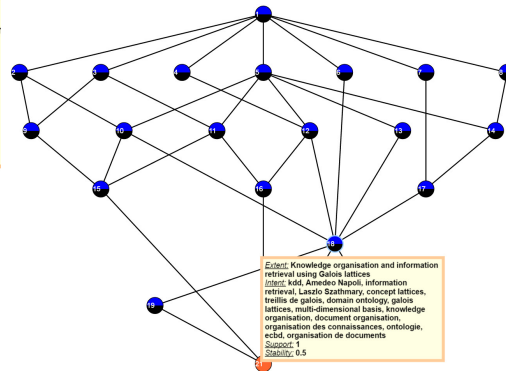 1
2
3
4
5
6
7
8
9
10
11
12
13
14
15
16
17
18
Extent: Knowledge organisation and information
retrieval using Galois lattices
Intent: kdd, Amedeo Napoli, information
retrieval, Laszlo Szathmary, concept lattices,
treillis de galois, domain ontology, galois
lattices, multi-dimensional basis, knowledge
organisation, document organisation,
organisation des connaissances, ontologie,
ecbd, organisation de documents
Support: 1
Stability: 0.5
19
21